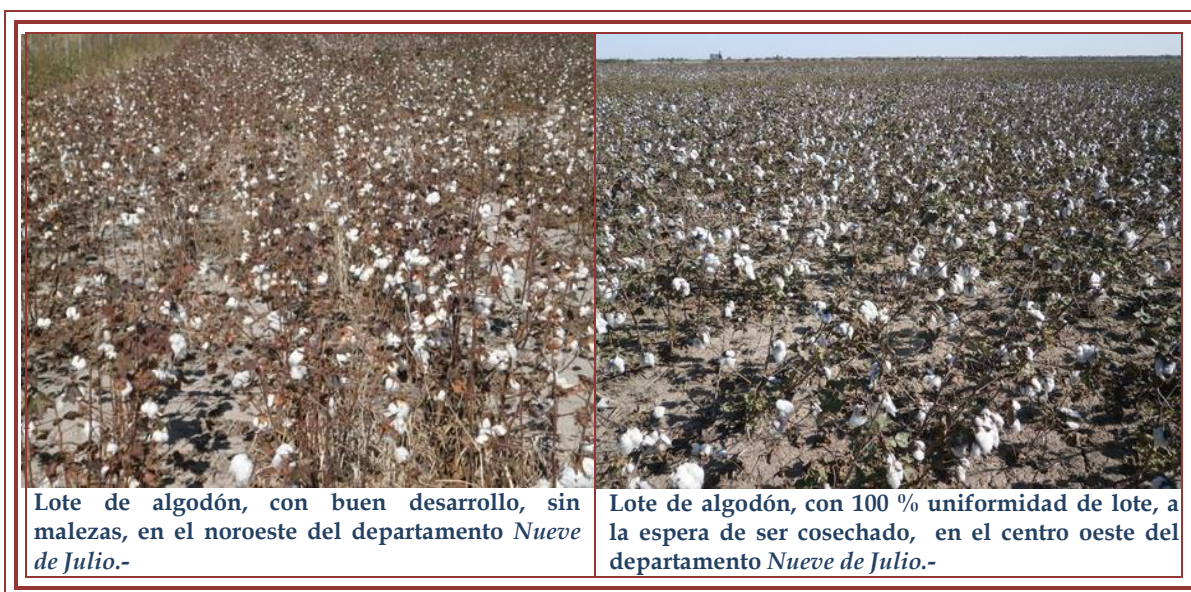 Lote de algodón, con buen desarrollo, sin
malezas, en el noroeste del departamento Nueve
de Julio.-
Lote de algodón, con 100 % uniformidad de lote, a
la espera de ser cosechado, en el centro oeste del
departamento Nueve de Julio.-